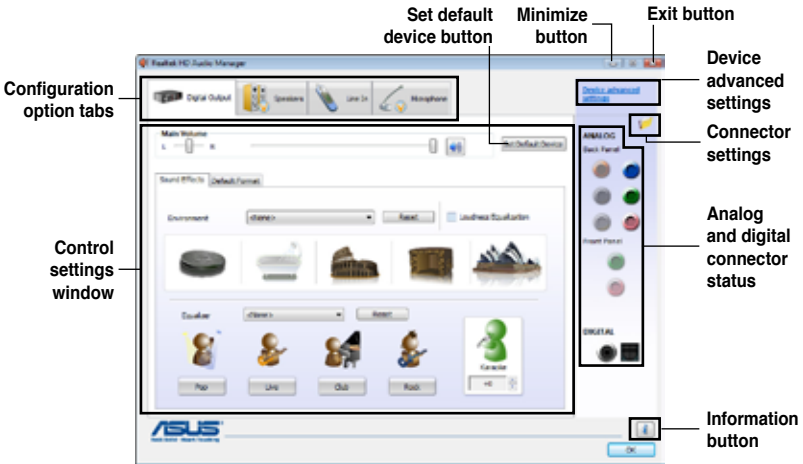 Set default
device button
Minimize
button
Exit button
Configuration
option tabs
Device
advanced
settings
Connector
settings
Analog
and digital
connector
status
Control
settings
window
Information
button
Realtek HD Audio Manager
Digital Output
Speakers
Line In
Microphone
Device advanced
settings
Main Volume
L
R
Set Default Device
ANALOG
Back Panel
Sound Effects
Default Format
Environment
<None>
Reset
Loudness Equalization
Front Panel
Equalizer
<None>
Reset
DIGITAL
Karaoke
Pop
Live
Club
Rock
+0
ASUS
OK